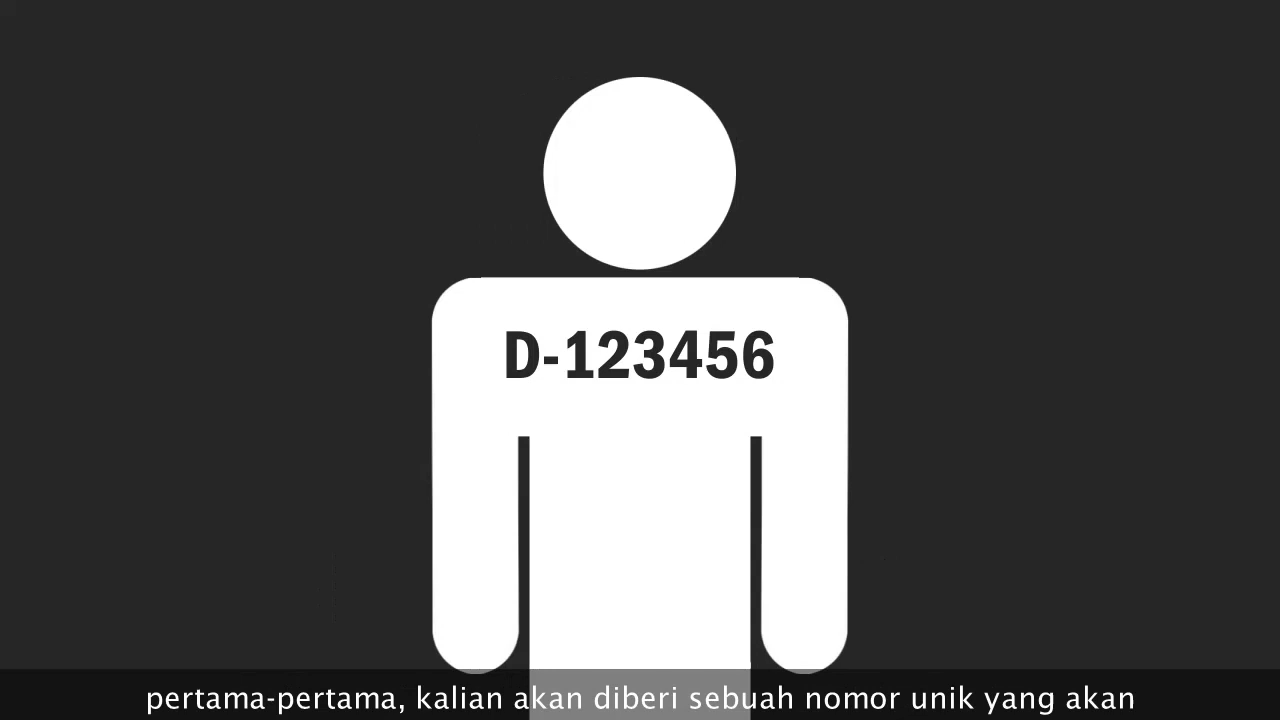 D-123456
pertama-pertama, kalian akan diberi sebuah nomor unik yang akan